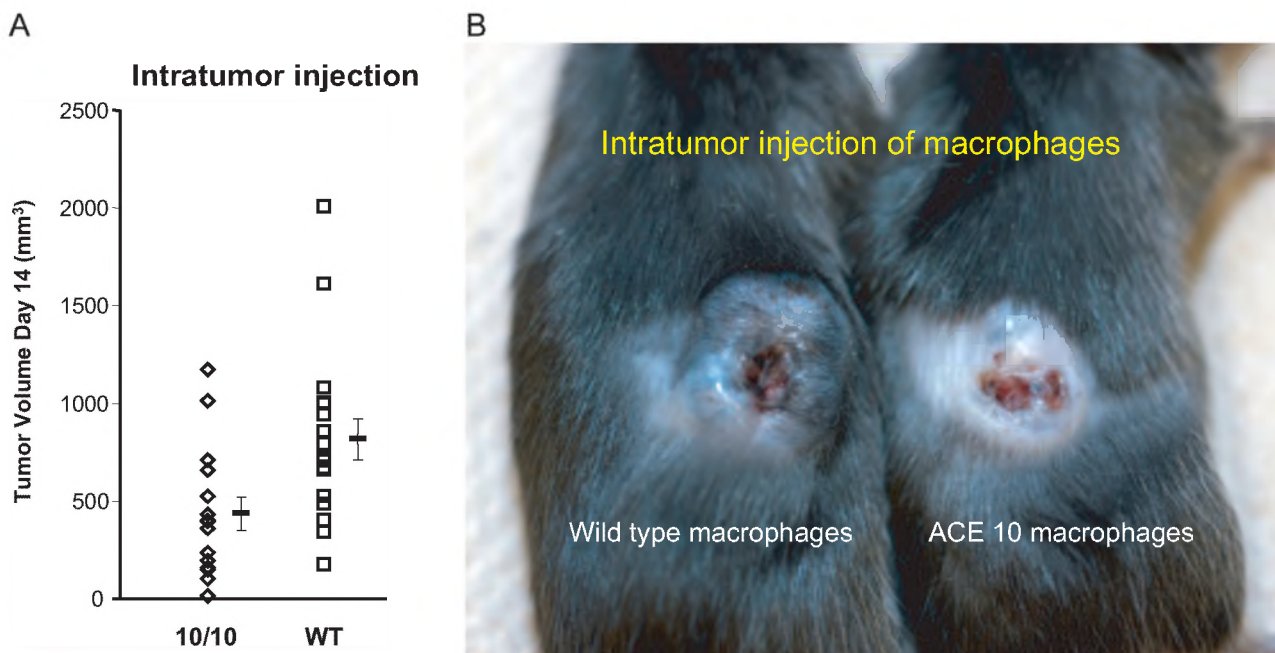 A
Intratumor injection
Tumor Volume Day 14 (mm³)
2500
2000
1500
1000
500
0
10/10 WT
B
Intratumor injection of macrophages
Wild type macrophages
ACE 10 macrophages